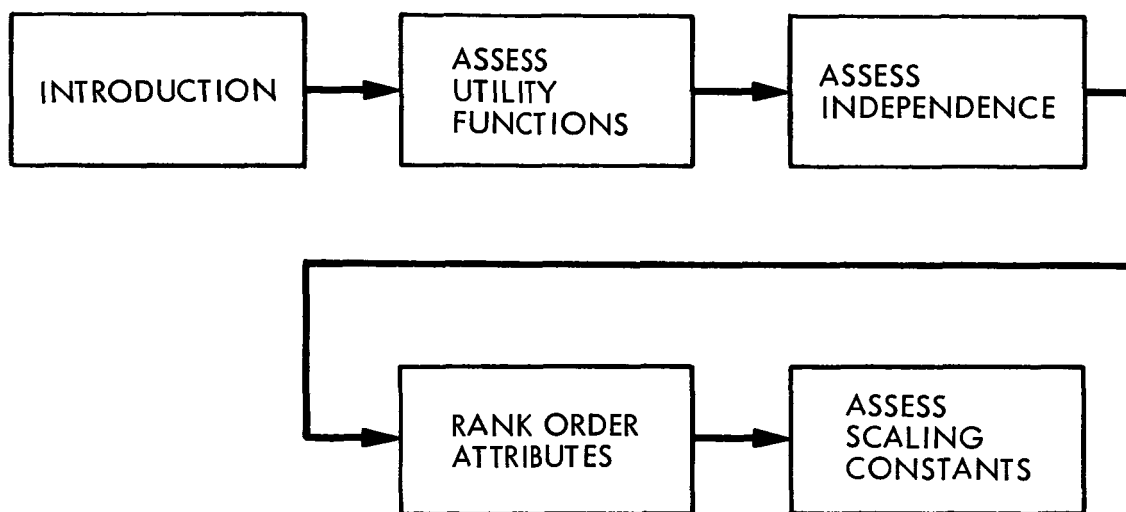 INTRODUCTION
ASSESS
UTILITY
FUNCTIONS
ASSESS
INDEPENDENCE
RANK ORDER
ATTRIBUTES
ASSESS
SCALING
CONSTANTS